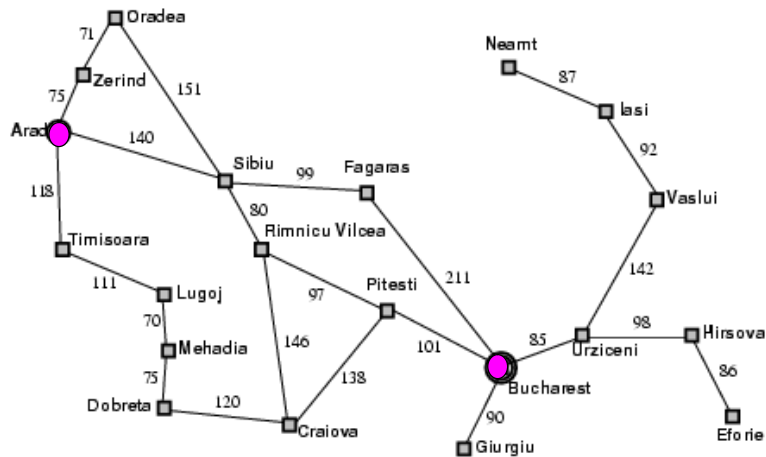 Oradea
71
Neamt
Zerind
87
151
75
Iasi
Arad
140
92
Sibiu
Fagaras
99
118
Vaslui
80
Timisoara
Rimnicu Vilcea
142
111
Pitesti
211
Lugoj
97
70
98
Hirsova
85
146
101
Urziceni
Mehadia
86
75
138
Bucharest
120
Dobreta
90
Craiova
Eforie
Giurgiu